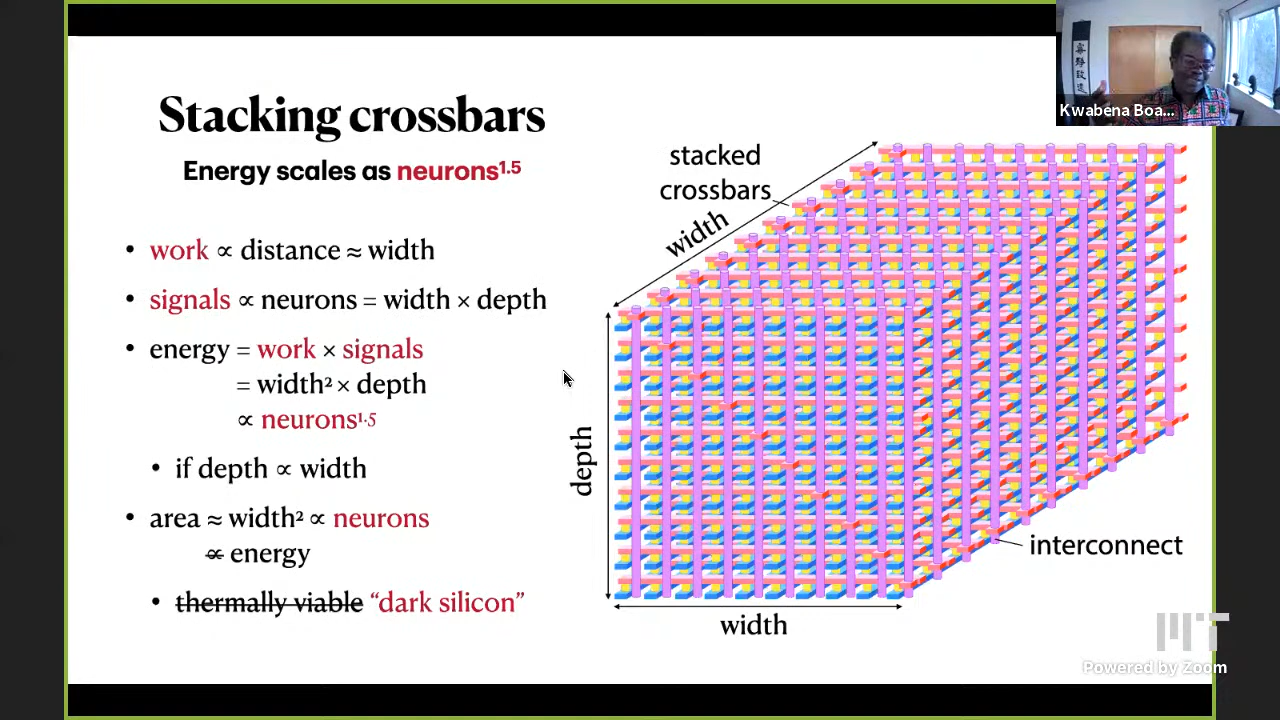 Stacking crossbars
Energy scales as neurons¹·⁵
• work ∝ distance ≈ width
• signals ∝ neurons = width × depth
• energy = work × signals
= width² × depth
∝ neurons¹·⁵
• if depth ∝ width
• area ≈ width² ∝ neurons
∝ energy
• thermally viable “dark silicon”
stacked
crossbars
width
depth
width
interconnect
Kwabena Boa...
MIT
Powered by Zoom